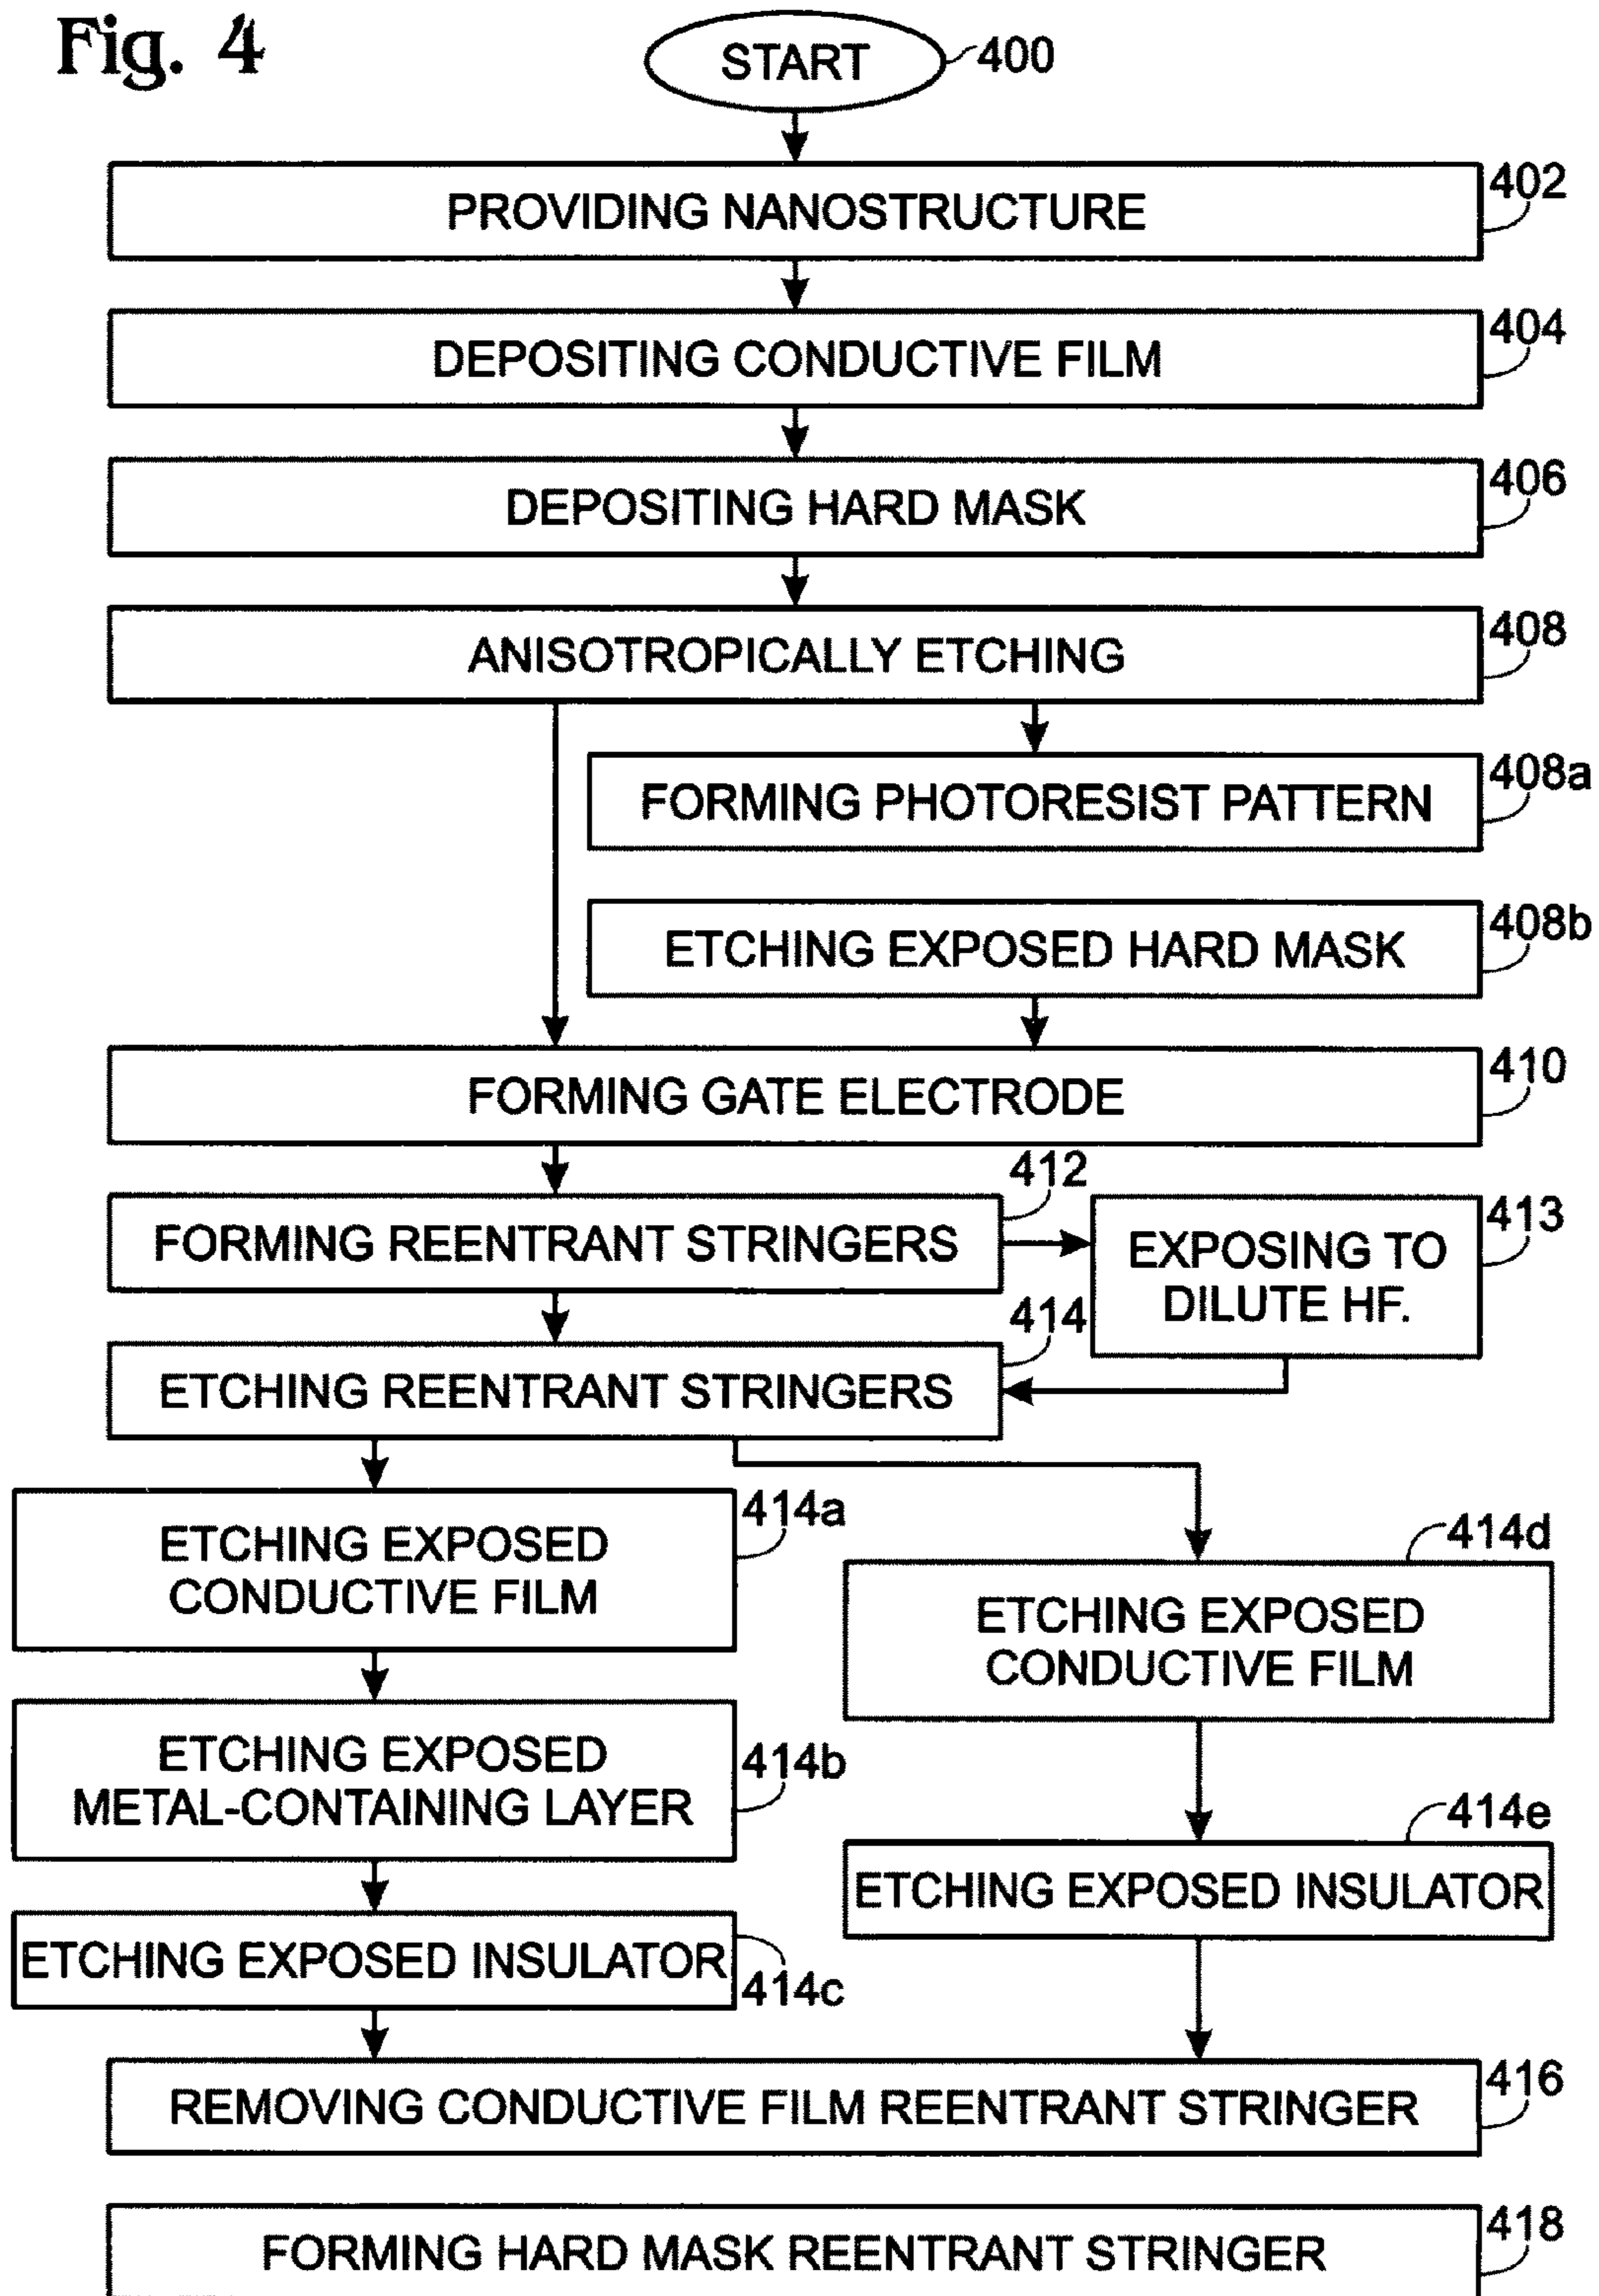 Fig. 4
START
400
PROVIDING NANOSTRUCTURE
402
DEPOSITING CONDUCTIVE FILM
404
DEPOSITING HARD MASK
406
ANISOTROPICALLY ETCHING
408
FORMING PHOTORESIST PATTERN
408a
ETCHING EXPOSED HARD MASK
408b
FORMING GATE ELECTRODE
410
FORMING REENTRANT STRINGERS
412
EXPOSING TO
DILUTE HF.
413
ETCHING REENTRANT STRINGERS
414
ETCHING EXPOSED
CONDUCTIVE FILM
414a
ETCHING EXPOSED
CONDUCTIVE FILM
414d
ETCHING EXPOSED
METAL-CONTAINING LAYER
414b
ETCHING EXPOSED INSULATOR
414e
ETCHING EXPOSED INSULATOR
414c
REMOVING CONDUCTIVE FILM REENTRANT STRINGER
416
FORMING HARD MASK REENTRANT STRINGER
418